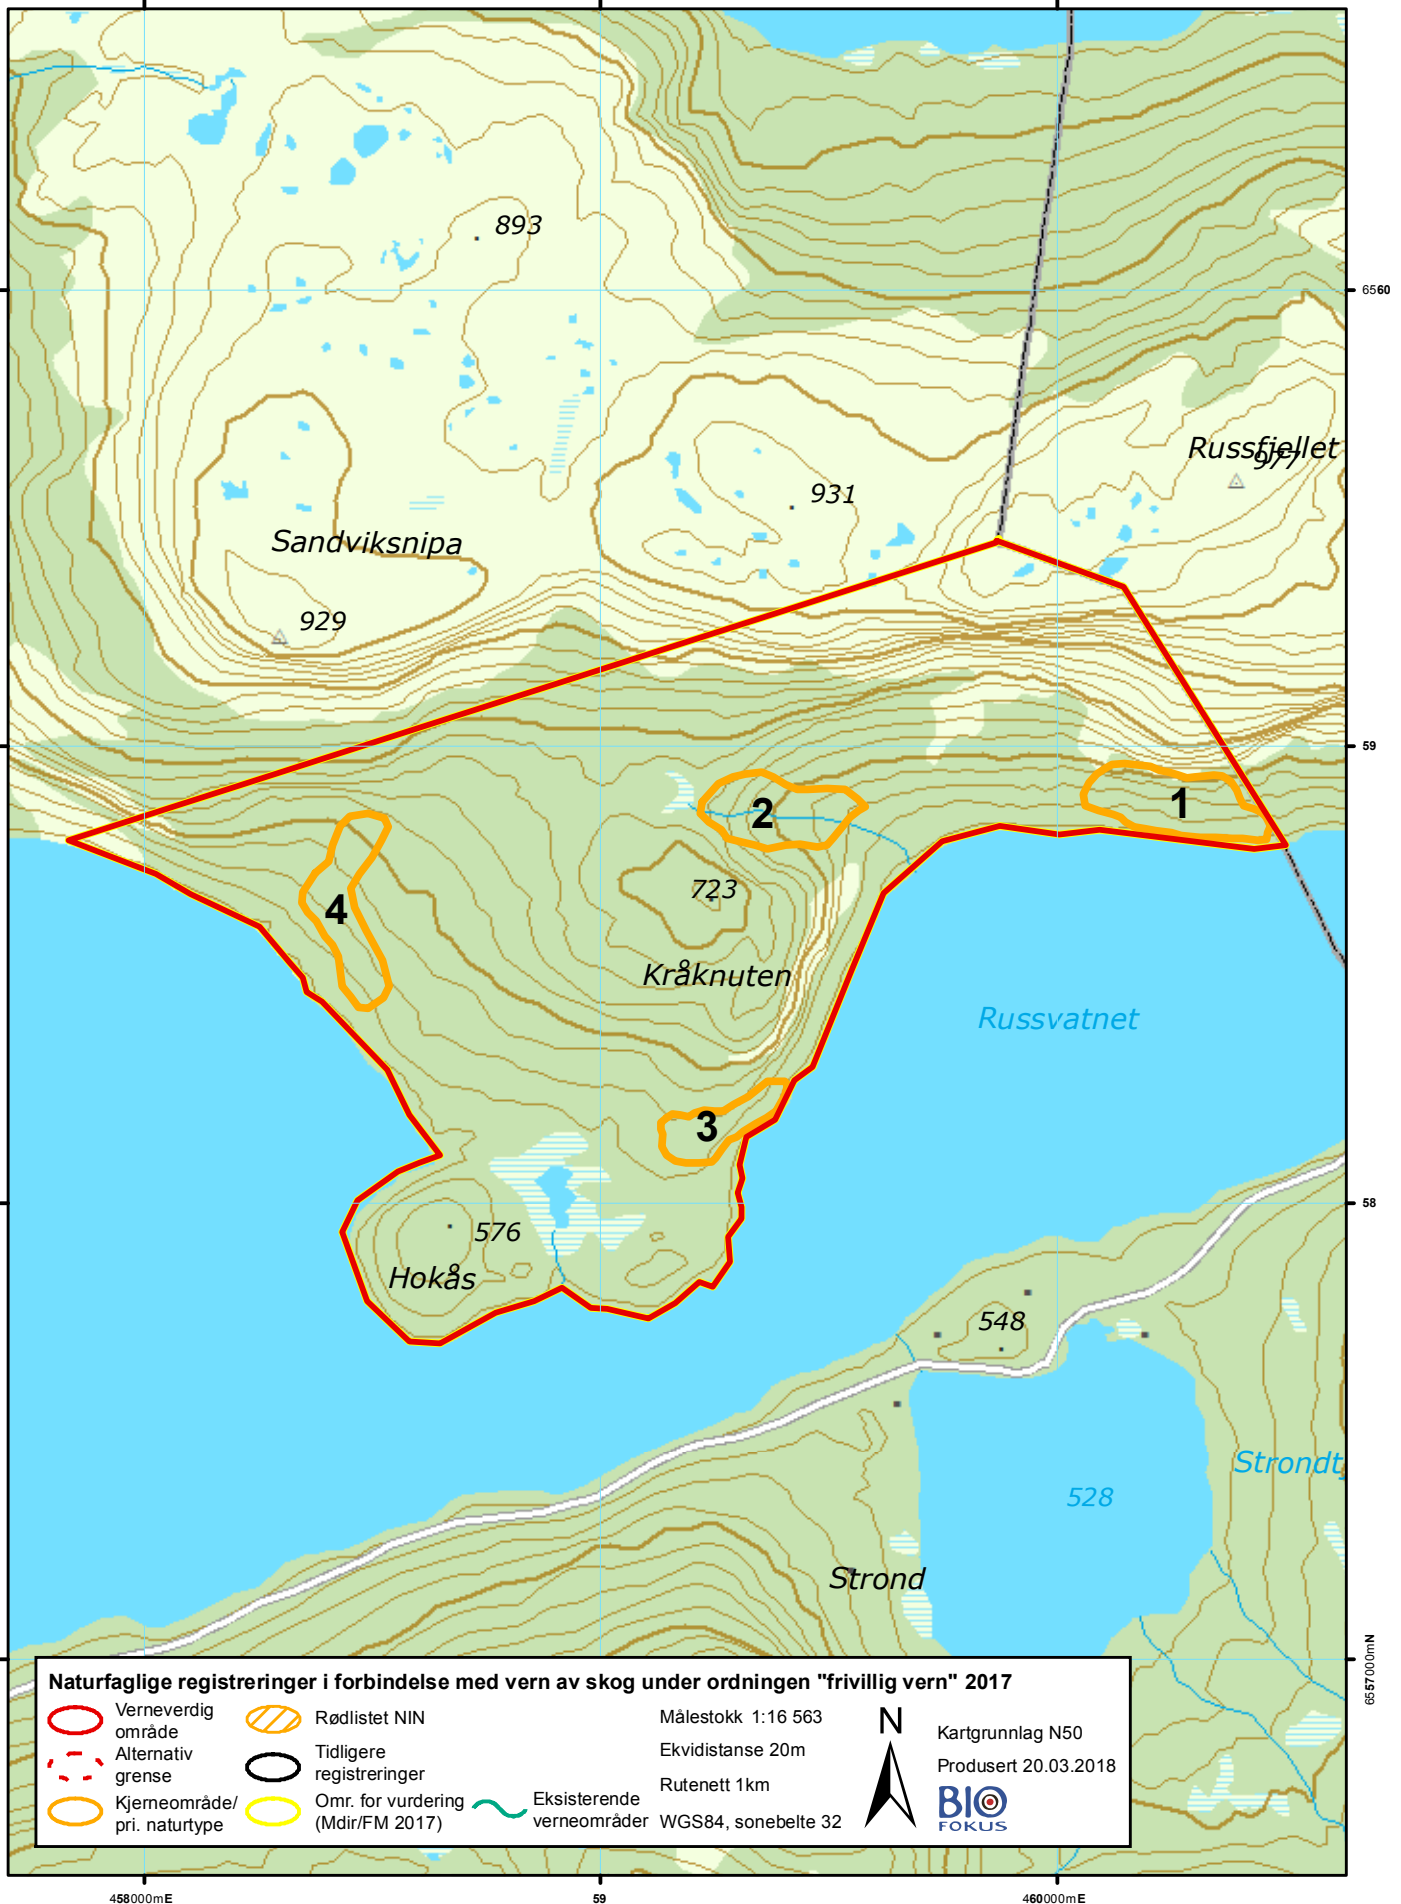 893
6560
Russfjellet
977
931
Sandviksnipa
929
59
1
2
723
4
Kråknuten
Russvatnet
3
58
576
Hokås
548
Strondt
528
Strond
6557000mN
Naturfaglige registreringer i forbindelse med vern av skog under ordningen "frivillig vern" 2017
Verneverdig
område
Alternativ
grense
Kjerneområde/
pri. naturtype
Rødlistet NIN
Tidligere
registreringer
Omr. for vurdering
(Mdir/FM 2017)
Eksisterende
verneområder
Målestokk 1:16 563
Ekvidistanse 20m
Rutenett 1km
WGS84, sonebelte 32
N
Kartgrunnlag N50
Produsert 20.03.2018
BIO
FOKUS
458000mE
59
460000mE